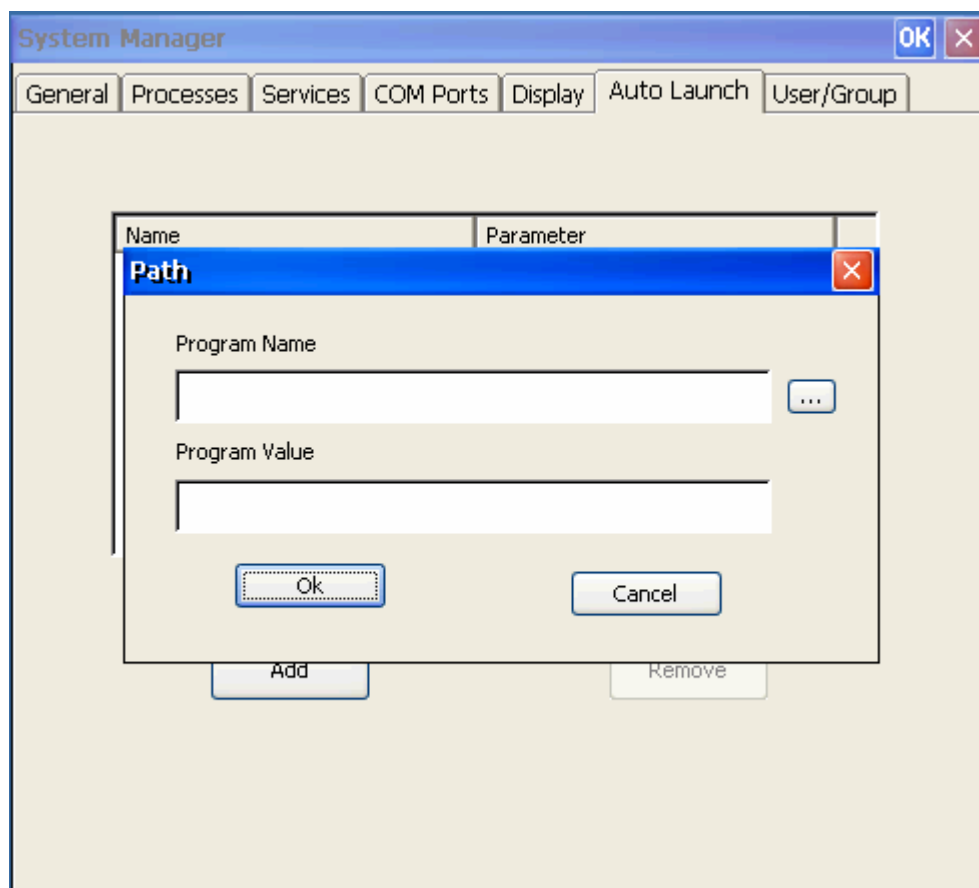 System Manager OK
General Processes Services COM Ports Display Auto Launch User/Group
Name Parameter
Path
Program Name
...
Program Value
Ok Cancel
Add Remove